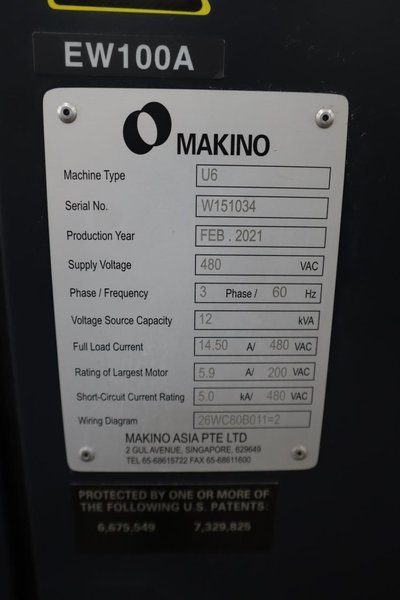 EW100A
MAKINO
Machine Type U6
Serial No. W151034
Production Year FEB . 2021
Supply Voltage 480 VAC
Phase / Frequency 3 Phase / 60 Hz
Voltage Source Capacity 12 kVA
Full Load Current 14.50 A/ 480 VAC
Rating of Largest Motor 5.9 A/ 200 VAC
Short-Circuit Current Rating 5.0 kA/ 480 VAC
Wiring Diagram 26WC80B011=2
MAKINO ASIA PTE LTD
2 GUL AVENUE, SINGAPORE, 629649
TEL 65-68615722 FAX 65-68611600
PROTECTED BY ONE OR MORE OF
THE FOLLOWING U.S. PATENTS:
6,675,549 7,329,825